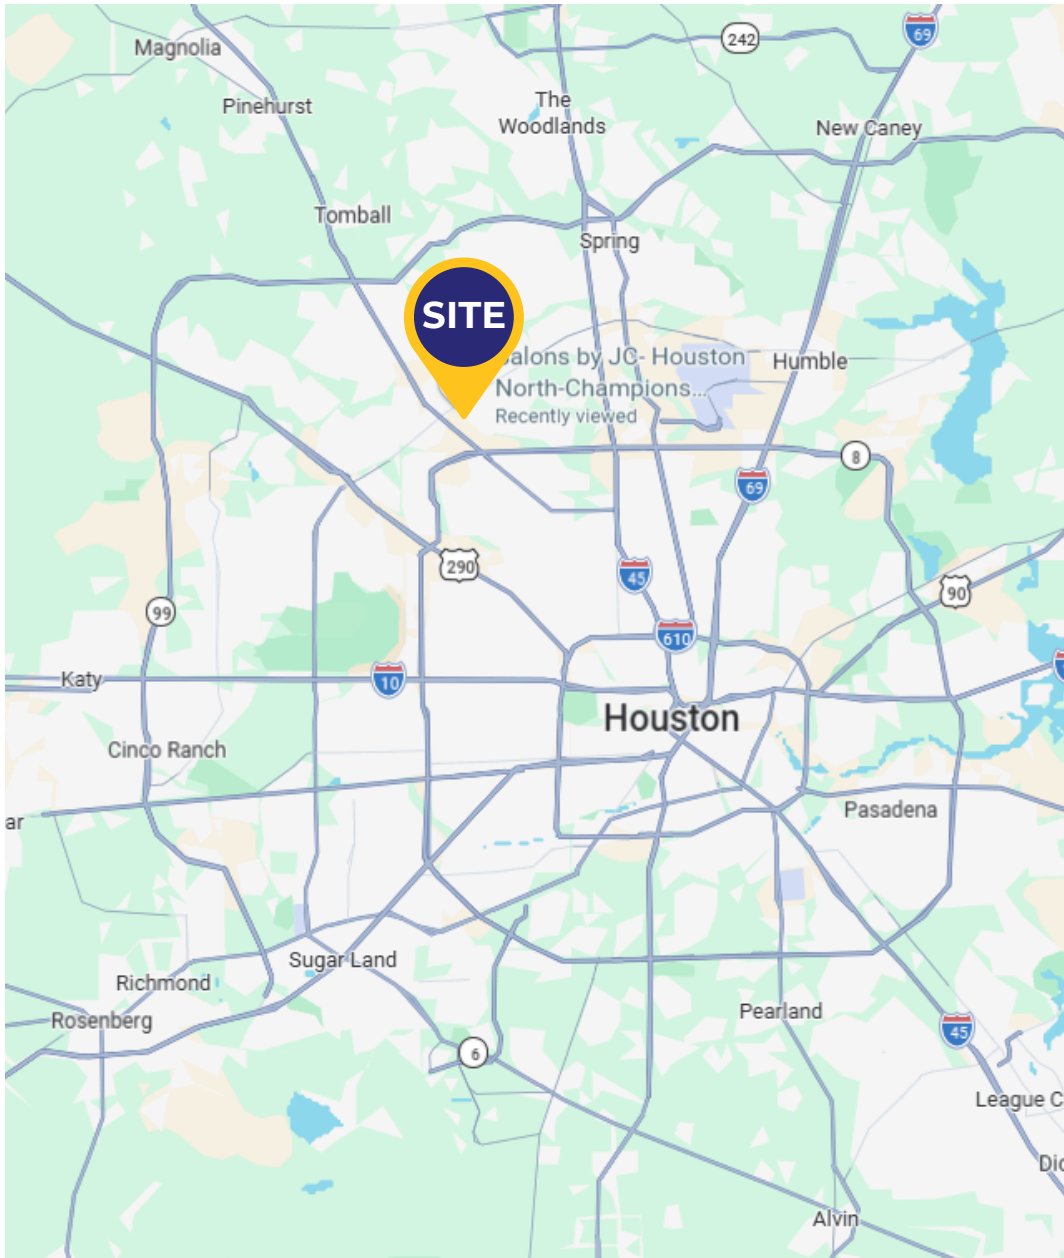 69
242
Magnolia
The
Woodlands
Pinehurst
New Caney
Tomball
Spring
SITE
alons by JC- Houston
North-Champions...
Recently viewed
Humble
8
69
290
45
90
99
610
Katy
10
Houston
Cinco Ranch
Pasadena
ar
Sugar Land
Richmond
Pearland
Rosenberg
45
6
League C
Dic
Alvin